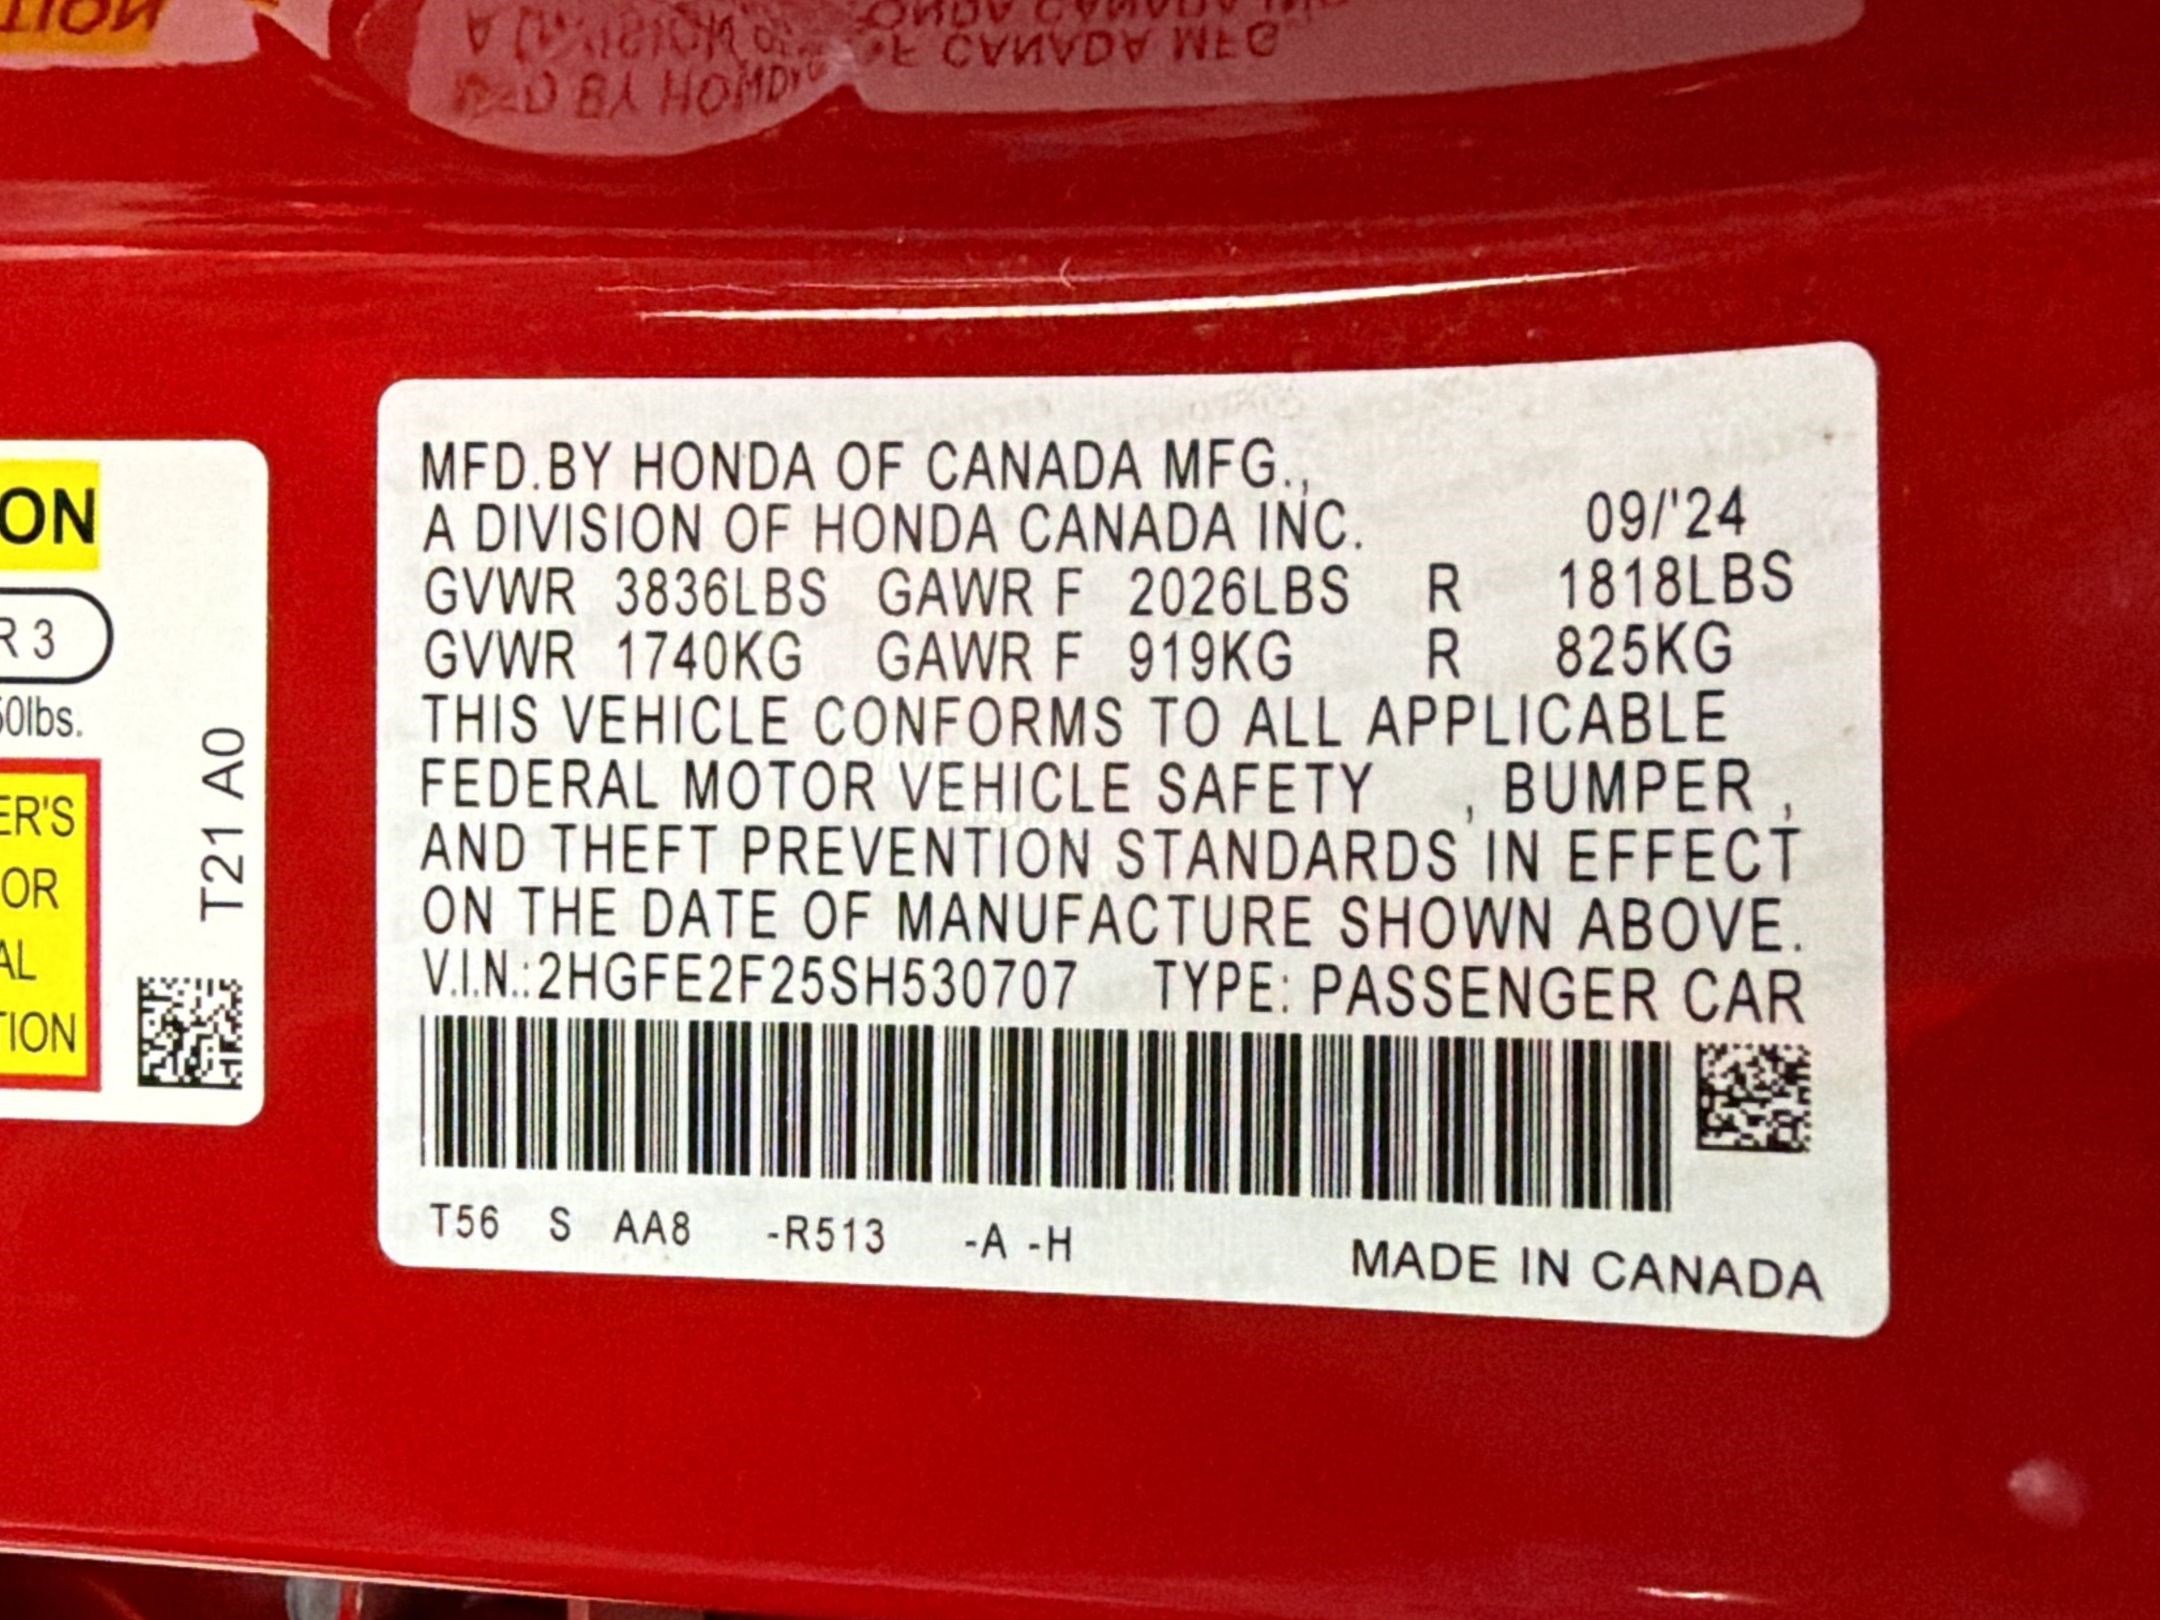 MFD.BY HONDA OF CANADA MFG.,
A DIVISION OF HONDA CANADA INC. 09/'24
GVWR 3836LBS GAWR F 2026LBS R 1818LBS
GVWR 1740KG GAWR F 919KG R 825KG
THIS VEHICLE CONFORMS TO ALL APPLICABLE
FEDERAL MOTOR VEHICLE SAFETY , BUMPER ,
AND THEFT PREVENTION STANDARDS IN EFFECT
ON THE DATE OF MANUFACTURE SHOWN ABOVE.
V.I.N.:2HGFE2F25SH530707 TYPE: PASSENGER CAR
T56 S AA8 -R513 -A -H
MADE IN CANADA
ON
R 3
50lbs.
ER'S
OR
AL
TION
T21 A0